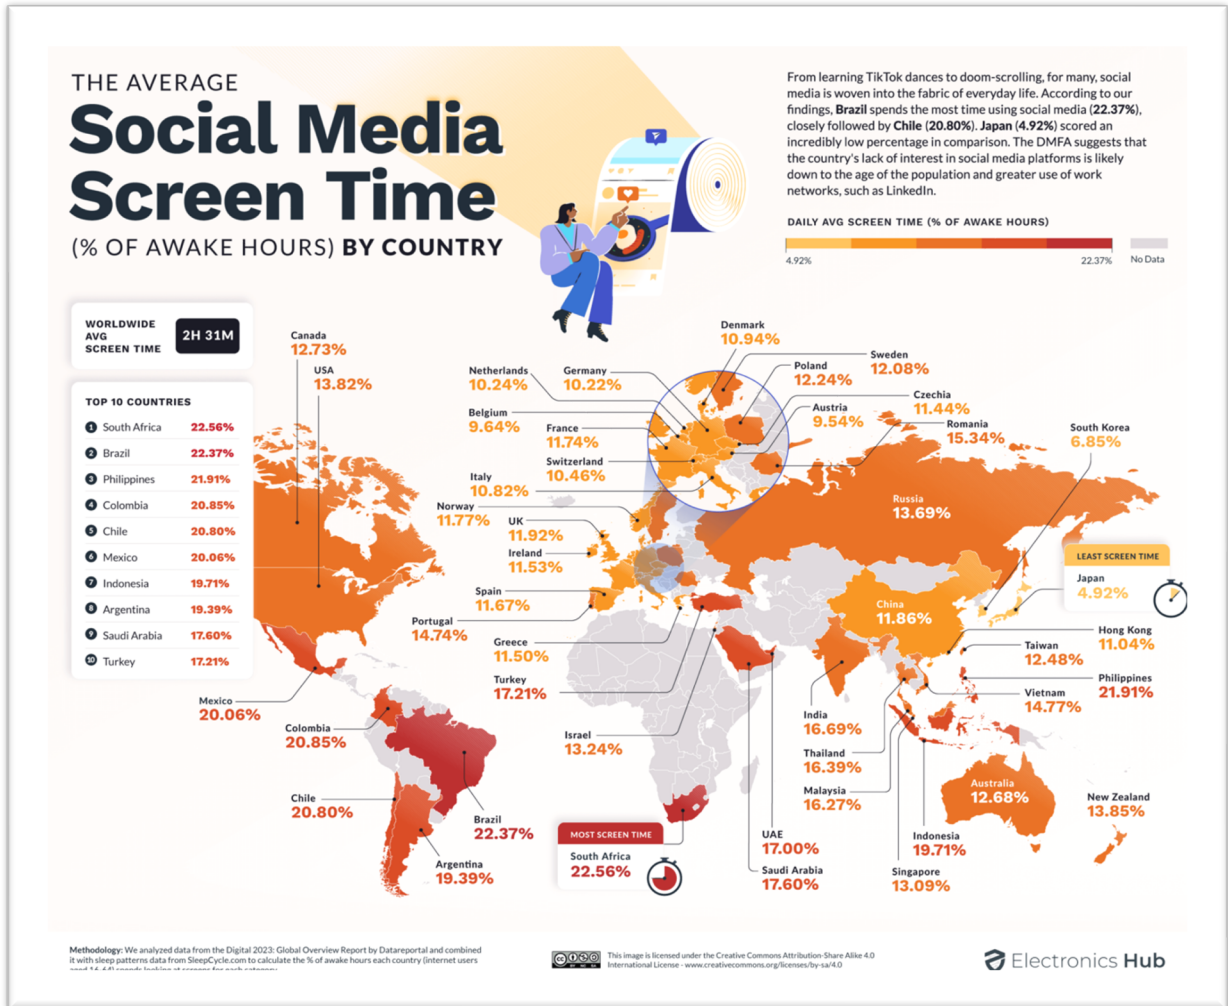 THE AVERAGE
Social Media
Screen Time
(% OF AWAKE HOURS) BY COUNTRY
From learning TikTok dances to doom-scrolling, for many, social
media is woven into the fabric of everyday life. According to our
findings, Brazil spends the most time using social media (22.37%),
closely followed by Chile (20.80%). Japan (4.92%) scored an
incredibly low percentage in comparison. The DMFA suggests that
the country's lack of interest in social media platforms is likely
down to the age of the population and greater use of work
networks, such as LinkedIn.
DAILY AVG SCREEN TIME (% OF AWAKE HOURS)
4.92%
22.37%
No Data
WORLDWIDE
AVG
SCREEN TIME
2H 31M
TOP 10 COUNTRIES
1 South Africa 22.56%
2 Brazil 22.37%
3 Philippines 21.91%
4 Colombia 20.85%
5 Chile 20.80%
6 Mexico 20.06%
7 Indonesia 19.71%
8 Argentina 19.39%
9 Saudi Arabia 17.60%
10 Turkey 17.21%
Canada
12.73%
USA
13.82%
Denmark
10.94%
Sweden
12.08%
Netherlands
10.24%
Germany
10.22%
Poland
12.24%
Czechia
11.44%
Belgium
9.64%
Austria
9.54%
France
11.74%
Romania
15.34%
South Korea
6.85%
Switzerland
10.46%
Italy
10.82%
Norway
11.77%
UK
11.92%
Russia
13.69%
Ireland
11.53%
LEAST SCREEN TIME
Japan
4.92%
Spain
11.67%
China
11.86%
Portugal
14.74%
Hong Kong
11.04%
Greece
11.50%
Taiwan
12.48%
Turkey
17.21%
Philippines
21.91%
Vietnam
14.77%
Mexico
20.06%
India
16.69%
Colombia
20.85%
Israel
13.24%
Thailand
16.39%
Malaysia
16.27%
Australia
12.68%
New Zealand
13.85%
Chile
20.80%
Brazil
22.37%
MOST SCREEN TIME
South Africa
22.56%
UAE
17.00%
Indonesia
19.71%
Argentina
19.39%
Saudi Arabia
17.60%
Singapore
13.09%
Methodology: We analyzed data from the Digital 2023: Global Overview Report by Datareportal and combined
it with sleep patterns data from SleepCycle.com to calculate the % of awake hours each country (internet users
aged 16-64) spends looking at screens for each category.
This image is licensed under the Creative Commons Attribution-Share Alike 4.0
International License - www.creativecommons.org/licenses/by-sa/4.0
Electronics Hub